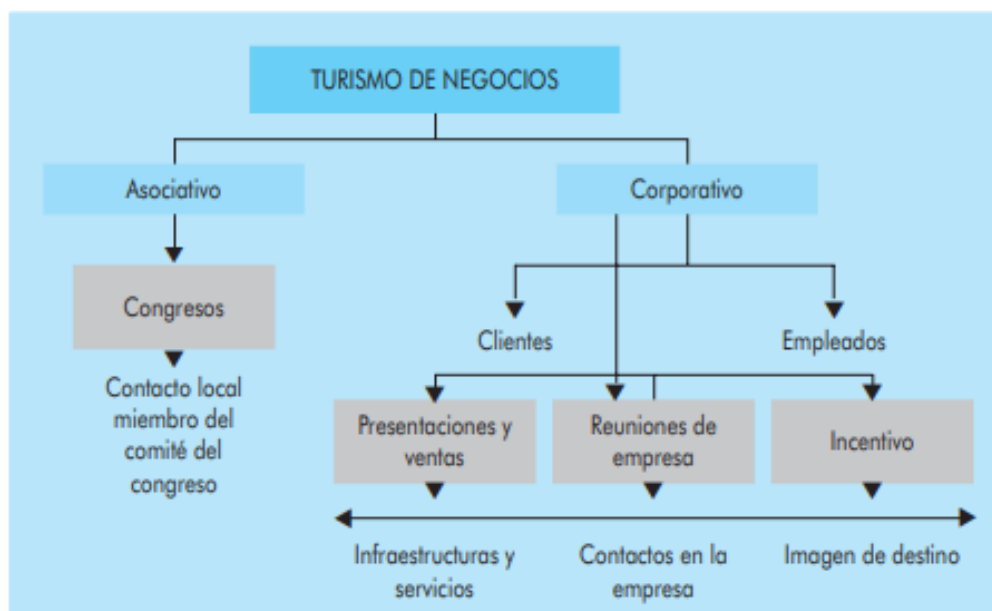 TURISMO DE NEGOCIOS
Asociativo
Corporativo
Congresos
Clientes
Empleados
Contacto local
miembro del
comité del
congreso
Presentaciones y
ventas
Reuniones de
empresa
Incentivo
Infraestructuras y
servicios
Contactos en la
empresa
Imagen de destino